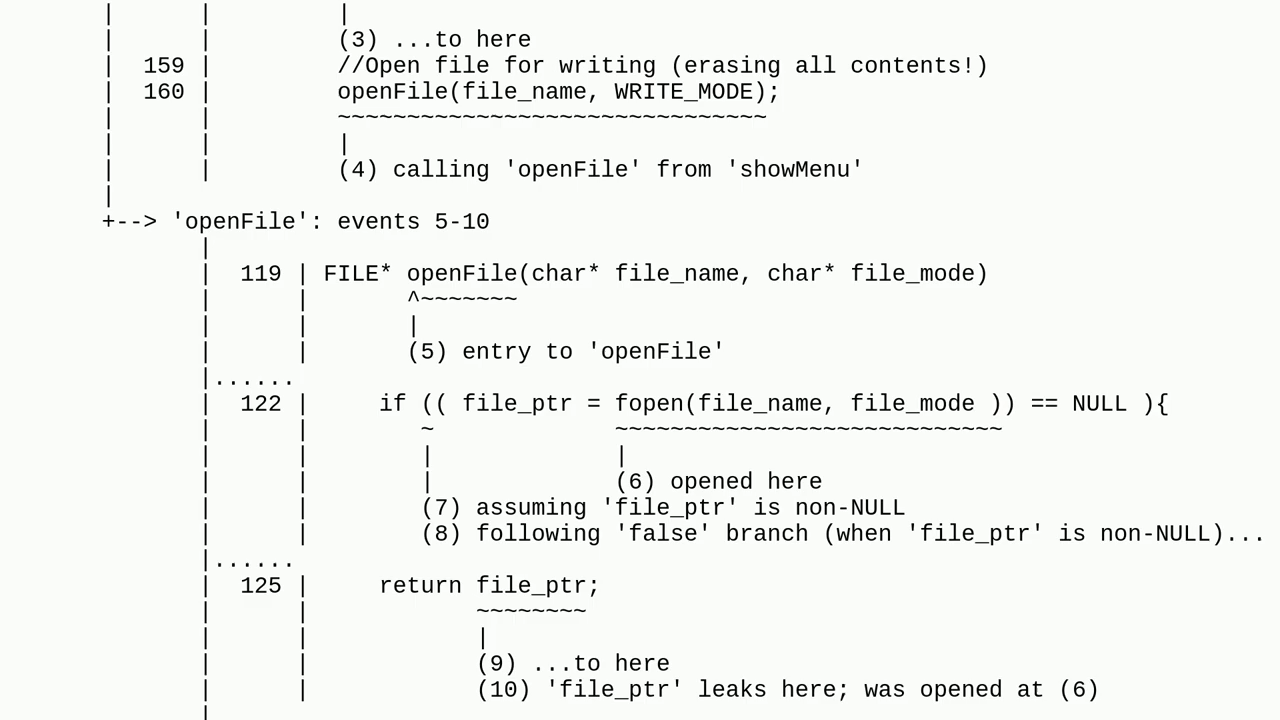 |      |         |
|      |         (3) ...to here
|  159 |         //Open file for writing (erasing all contents!)
|  160 |         openFile(file_name, WRITE_MODE);
|      |         ~~~~~~~~~~~~~~~~~~~~~~~~~~~~~~~
|      |         |
|      |         (4) calling 'openFile' from 'showMenu'
|
+--> 'openFile': events 5-10
       |
       |  119 | FILE* openFile(char* file_name, char* file_mode)
       |      |       ^~~~~~~~
       |      |       |
       |      |       (5) entry to 'openFile'
       |......
       |  122 |     if (( file_ptr = fopen(file_name, file_mode )) == NULL ){
       |      |        ~             ~~~~~~~~~~~~~~~~~~~~~~~~~~~~
       |      |        |             |
       |      |        |             (6) opened here
       |      |        (7) assuming 'file_ptr' is non-NULL
       |      |        (8) following 'false' branch (when 'file_ptr' is non-NULL)...
       |......
       |  125 |     return file_ptr;
       |      |            ~~~~~~~~
       |      |            |
       |      |            (9) ...to here
       |      |            (10) 'file_ptr' leaks here; was opened at (6)
       |